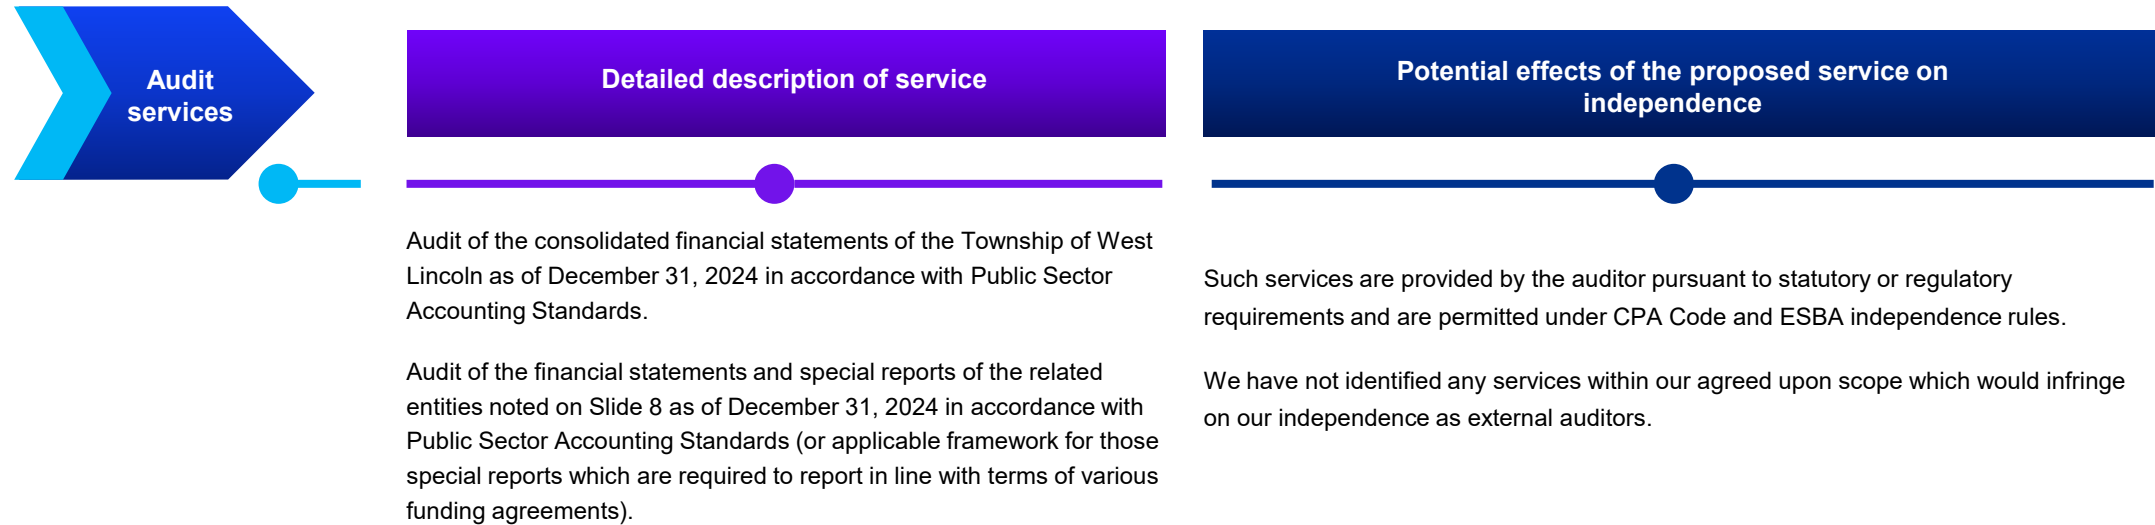 Audit
services
Detailed description of service
Potential effects of the proposed service on
independence
Audit of the consolidated financial statements of the Township of West
Lincoln as of December 31, 2024 in accordance with Public Sector
Accounting Standards.
Audit of the financial statements and special reports of the related
entities noted on Slide 8 as of December 31, 2024 in accordance with
Public Sector Accounting Standards (or applicable framework for those
special reports which are required to report in line with terms of various
funding agreements).
Such services are provided by the auditor pursuant to statutory or regulatory
requirements and are permitted under CPA Code and ESBA independence rules.
We have not identified any services within our agreed upon scope which would infringe
on our independence as external auditors.